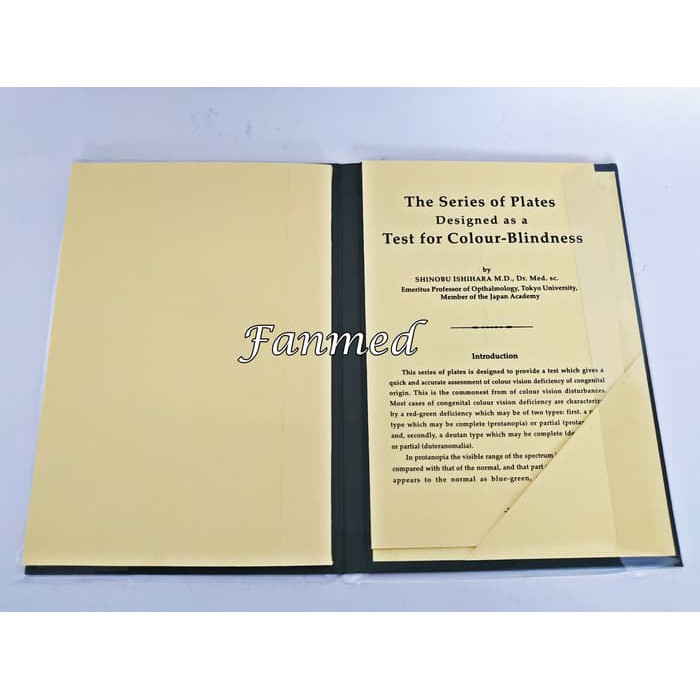 The Series of Plates
Designed as a
Test for Colour-Blindness
by
SHINOBU ISHIHARA M.D., Dr. Med. sc.
Emeritus Professor of Opthalmology, Tokyo University,
Member of the Japan Academy
Fanmed
Introduction
This series of plates is designed to provide a test which gives a
quick and accurate assessment of colour vision deficiency of congenital
origin. This is the commonest from of colour vision disturbances.
Most cases of congenital colour vision deficiency are
by a red-green deficiency which may be of two types: first, a
type which may be complete (protanopia) or partial
and, secondly, a deutan type which may be complete
or partial (duteranomalia).
In protanopia the visible range of the spectrum
compared with that of the normal, and that part
appears to the normal as blue-green,